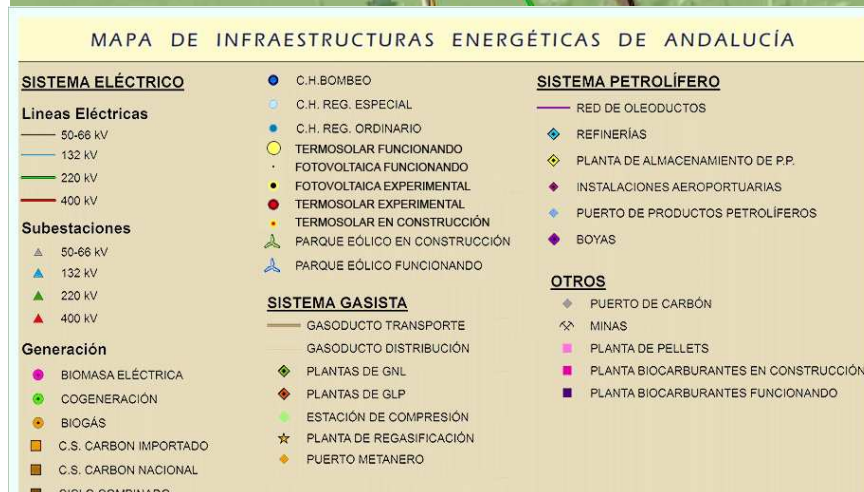 MAPA DE INFRAESTRUCTURAS ENERGÉTICAS DE ANDALUCÍA
SISTEMA ELÉCTRICO
Lineas Eléctricas
50-66 kV
132 kV
220 kV
400 kV
Subestaciones
50-66 kV
132 kV
220 kV
400 kV
Generación
BIOMASA ELÉCTRICA
COGENERACIÓN
BIOGÁS
C.S. CARBON IMPORTADO
C.S. CARBON NACIONAL
CICLO COMBINADO
C.H.BOMBEO
C.H. REG. ESPECIAL
C.H. REG. ORDINARIO
TERMOSOLAR FUNCIONANDO
FOTOVOLTAICA FUNCIONANDO
FOTOVOLTAICA EXPERIMENTAL
TERMOSOLAR EXPERIMENTAL
TERMOSOLAR EN CONSTRUCCIÓN
PARQUE EÓLICO EN CONSTRUCCIÓN
PARQUE EÓLICO FUNCIONANDO
SISTEMA GASISTA
GASODUCTO TRANSPORTE
GASODUCTO DISTRIBUCIÓN
PLANTAS DE GNL
PLANTAS DE GLP
ESTACIÓN DE COMPRESIÓN
PLANTA DE REGASIFICACIÓN
PUERTO METANERO
SISTEMA PETROLÍFERO
RED DE OLEODUCTOS
REFINERÍAS
PLANTA DE ALMACENAMIENTO DE P.P.
INSTALACIONES AEROPORTUARIAS
PUERTO DE PRODUCTOS PETROLÍFEROS
BOYAS
OTROS
PUERTO DE CARBÓN
MINAS
PLANTA DE PELLETS
PLANTA BIOCARBURANTES EN CONSTRUCCIÓN
PLANTA BIOCARBURANTES FUNCIONANDO